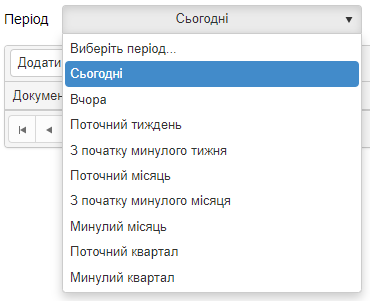 Період Сьогодні
Виберіть період...
Додати
Сьогодні
Докумен
Вчора
Поточний тиждень
З початку минулого тижня
Поточний місяць
З початку минулого місяця
Минулий місяць
Поточний квартал
Минулий квартал